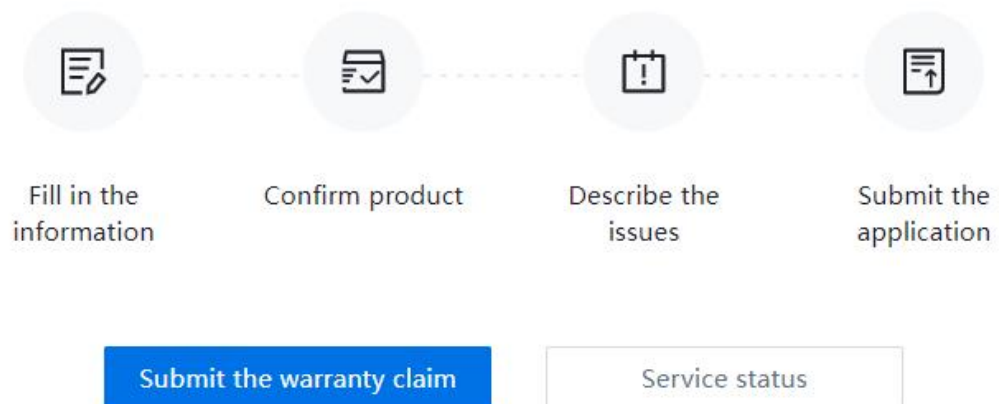 Fill in the
information
Confirm product
Describe the
issues
Submit the
application
Submit the warranty claim
Service status